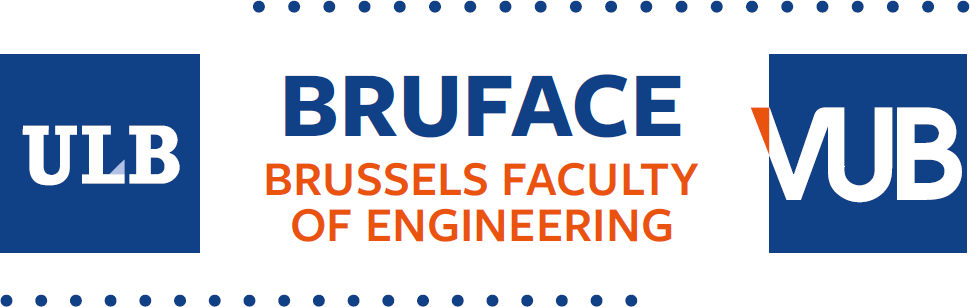 ULB
BRUFACE
BRUSSELS FACULTY
OF ENGINEERING
VUB